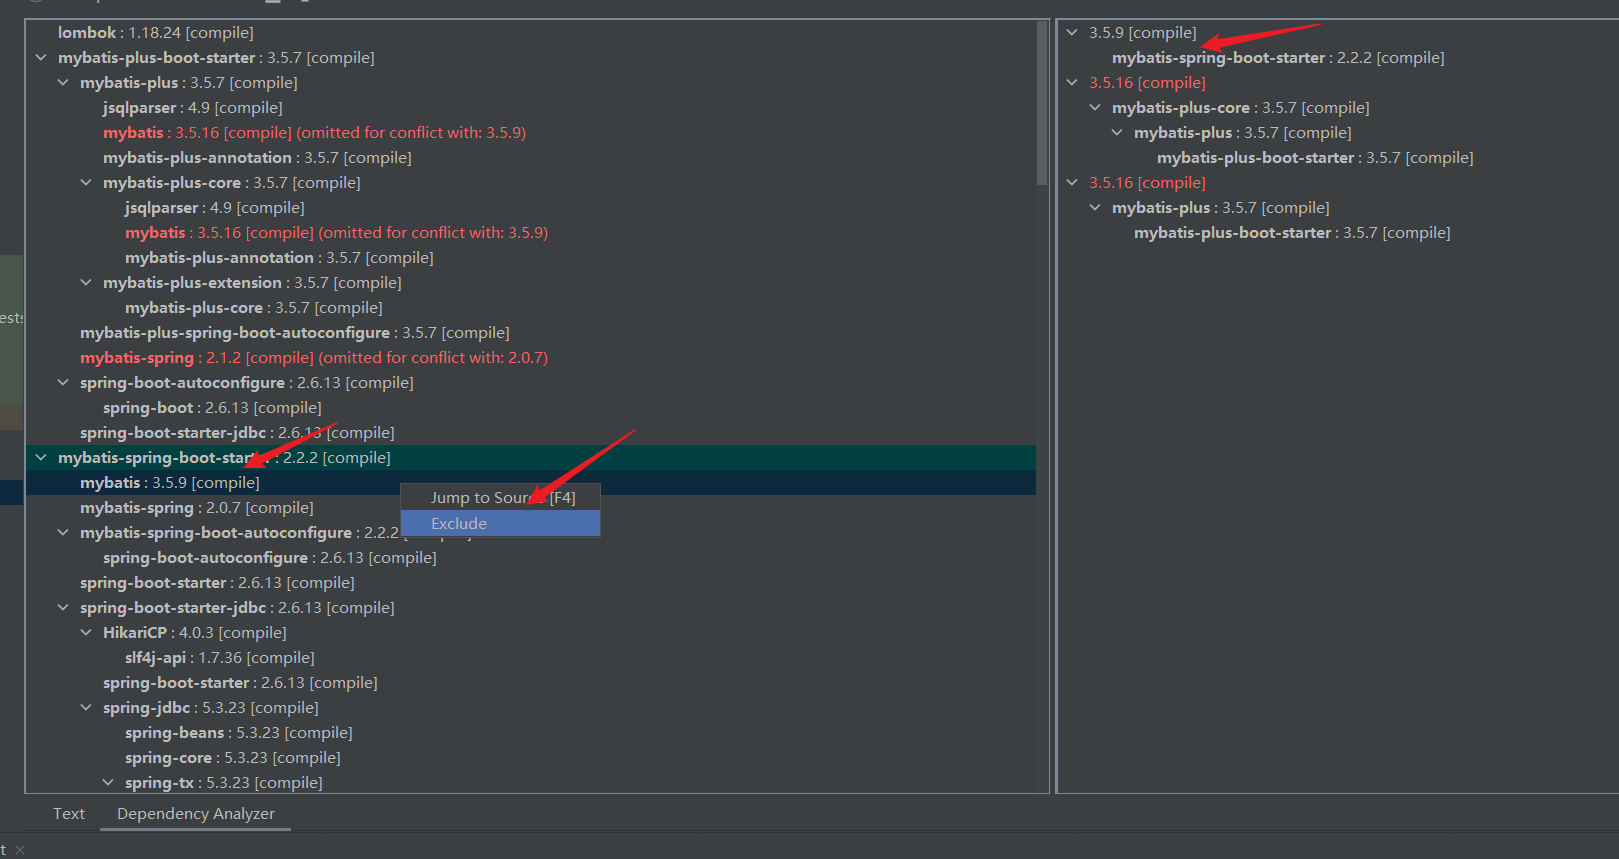 lombok : 1.18.24 [compile]
mybatis-plus-boot-starter : 3.5.7 [compile]
mybatis-plus : 3.5.7 [compile]
jsqlparser : 4.9 [compile]
mybatis : 3.5.16 [compile] (omitted for conflict with: 3.5.9)
mybatis-plus-annotation : 3.5.7 [compile]
mybatis-plus-core : 3.5.7 [compile]
jsqlparser : 4.9 [compile]
mybatis : 3.5.16 [compile] (omitted for conflict with: 3.5.9)
mybatis-plus-annotation : 3.5.7 [compile]
mybatis-plus-extension : 3.5.7 [compile]
mybatis-plus-core : 3.5.7 [compile]
mybatis-plus-spring-boot-autoconfigure : 3.5.7 [compile]
mybatis-spring : 2.1.2 [compile] (omitted for conflict with: 2.0.7)
spring-boot-autoconfigure : 2.6.13 [compile]
spring-boot : 2.6.13 [compile]
spring-boot-starter-jdbc : 2.6.13 [compile]
mybatis-spring-boot-starter : 2.2.2 [compile]
mybatis : 3.5.9 [compile]
mybatis-spring : 2.0.7 [compile]
mybatis-spring-boot-autoconfigure : 2.2.2
spring-boot-autoconfigure : 2.6.13 [compile]
spring-boot-starter : 2.6.13 [compile]
spring-boot-starter-jdbc : 2.6.13 [compile]
HikariCP : 4.0.3 [compile]
slf4j-api : 1.7.36 [compile]
spring-boot-starter : 2.6.13 [compile]
spring-jdbc : 5.3.23 [compile]
spring-beans : 5.3.23 [compile]
spring-core : 5.3.23 [compile]
spring-tx : 5.3.23 [compile]
Jump to Source [F4]
Exclude
3.5.9 [compile]
mybatis-spring-boot-starter : 2.2.2 [compile]
3.5.16 [compile]
mybatis-plus-core : 3.5.7 [compile]
mybatis-plus : 3.5.7 [compile]
mybatis-plus-boot-starter : 3.5.7 [compile]
3.5.16 [compile]
mybatis-plus : 3.5.7 [compile]
mybatis-plus-boot-starter : 3.5.7 [compile]
ests
Text
Dependency Analyzer
t